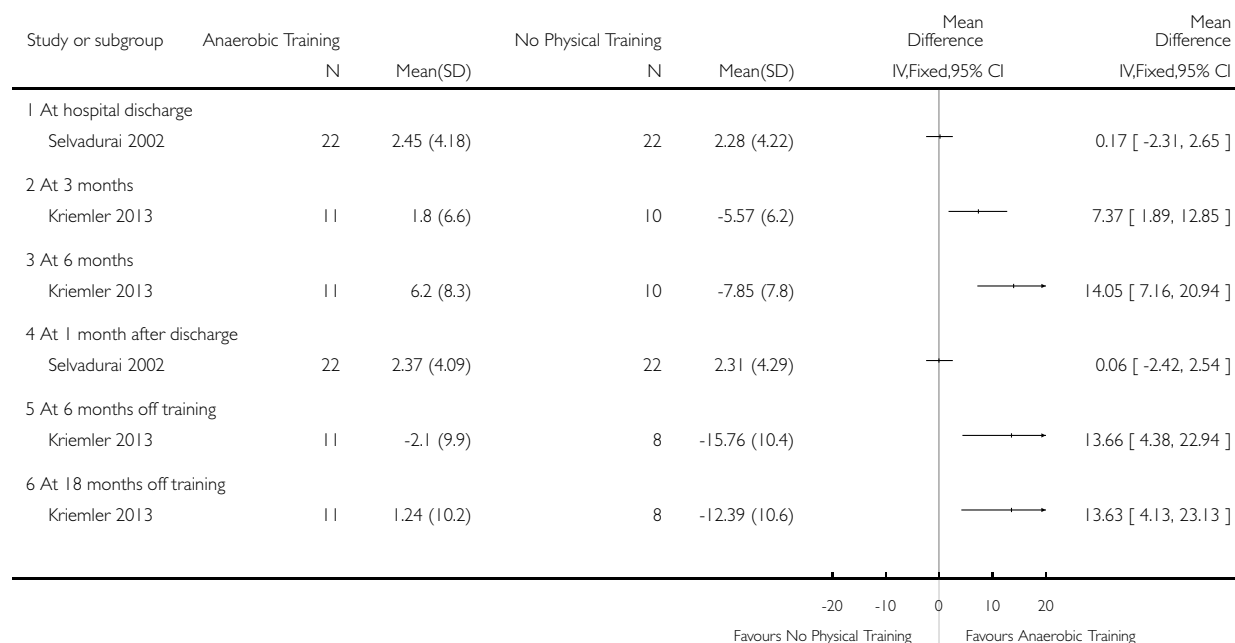 Study or subgroup Anaerobic Training No Physical Training Mean Difference Mean Difference
N Mean(SD) N Mean(SD) IV,Fixed,95% CI IV,Fixed,95% CI
1 At hospital discharge
Selvadurai 2002 22 2.45 (4.18) 22 2.28 (4.22) 0.17 [ -2.31, 2.65 ]
2 At 3 months
Kriemler 2013 11 1.8 (6.6) 10 -5.57 (6.2) 7.37 [ 1.89, 12.85 ]
3 At 6 months
Kriemler 2013 11 6.2 (8.3) 10 -7.85 (7.8) 14.05 [ 7.16, 20.94 ]
4 At 1 month after discharge
Selvadurai 2002 22 2.37 (4.09) 22 2.31 (4.29) 0.06 [ -2.42, 2.54 ]
5 At 6 months off training
Kriemler 2013 11 -2.1 (9.9) 8 -15.76 (10.4) 13.66 [ 4.38, 22.94 ]
6 At 18 months off training
Kriemler 2013 11 1.24 (10.2) 8 -12.39 (10.6) 13.63 [ 4.13, 23.13 ]
-20 -10 0 10 20
Favours No Physical Training Favours Anaerobic Training